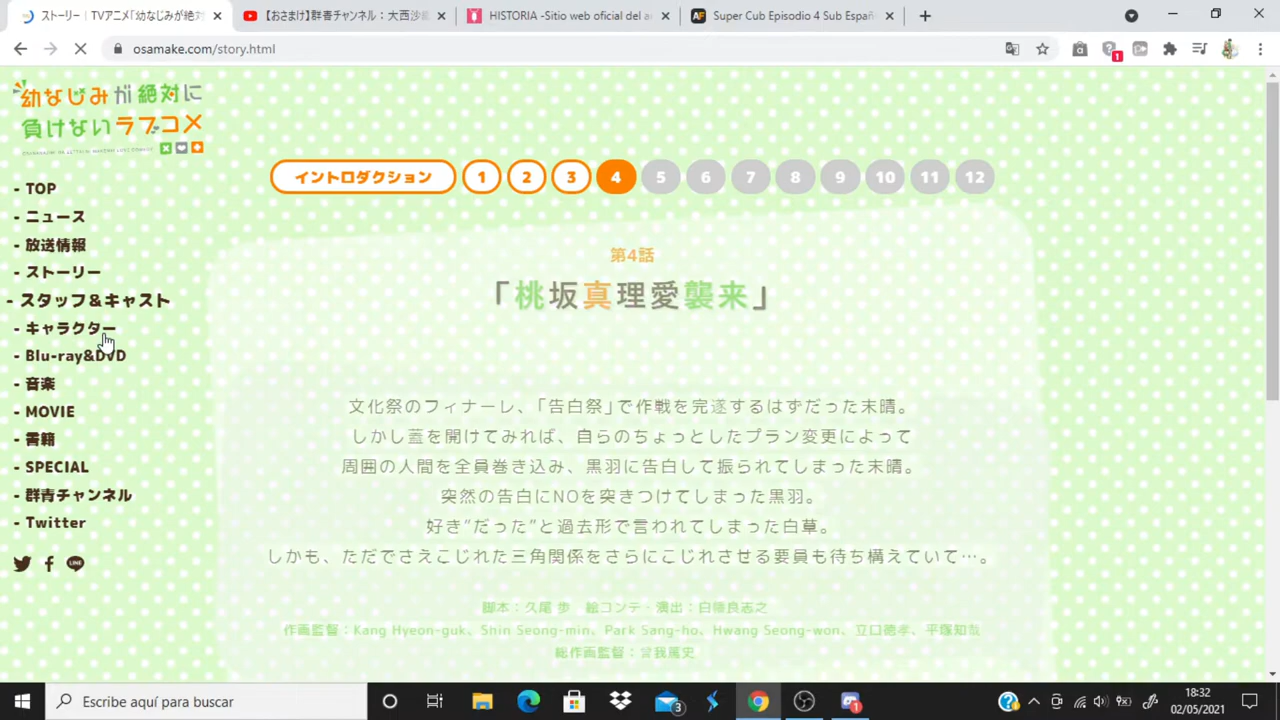 ストーリー | TVアニメ「幼なじみが絶対
【おさまけ】群青チャンネル：大西沙織
HISTORIA -Sitio web oficial del an
Super Cub Episodio 4 Sub Españ
osamake.com/story.html
1
幼なじみが絶対に
負けないラブコメ
OSANANAJIMI GA ZETTAI NI MAKENAI LOVE COMEDY
イントロダクション 1 2 3 4 5 6 7 8 9 10 11 12
- TOP
- ニュース
- 放送情報
- ストーリー
- スタッフ＆キャスト
- キャラクター
- Blu-ray&DVD
- 音楽
- MOVIE
- 書籍
- SPECIAL
- 群青チャンネル
- Twitter
LINE
第4話
「桃坂真理愛襲来」
文化祭のフィナーレ、「告白祭」で作戦を完遂するはずだった末晴。
しかし蓋を開けてみれば、自らのちょっとしたプラン変更によって
周囲の人間を全員巻き込み、黒羽に告白して振られてしまった末晴。
突然の告白にNOを突きつけてしまった黒羽。
好き“だった”と過去形で言われてしまった白草。
しかも、ただでさえこじれた三角関係をさらにこじれさせる要員も待ち構えていて…。
脚本：久尾 歩 絵コンテ・演出：白幡良志之
作画監督：Kang Hyeon-guk、Shin Seong-min、Park Sang-ho、Hwang Seong-won、立口徳孝、平塚知哉
総作画監督：曽我篤史
Escribe aquí para buscar
3
1
18:32
02/05/2021